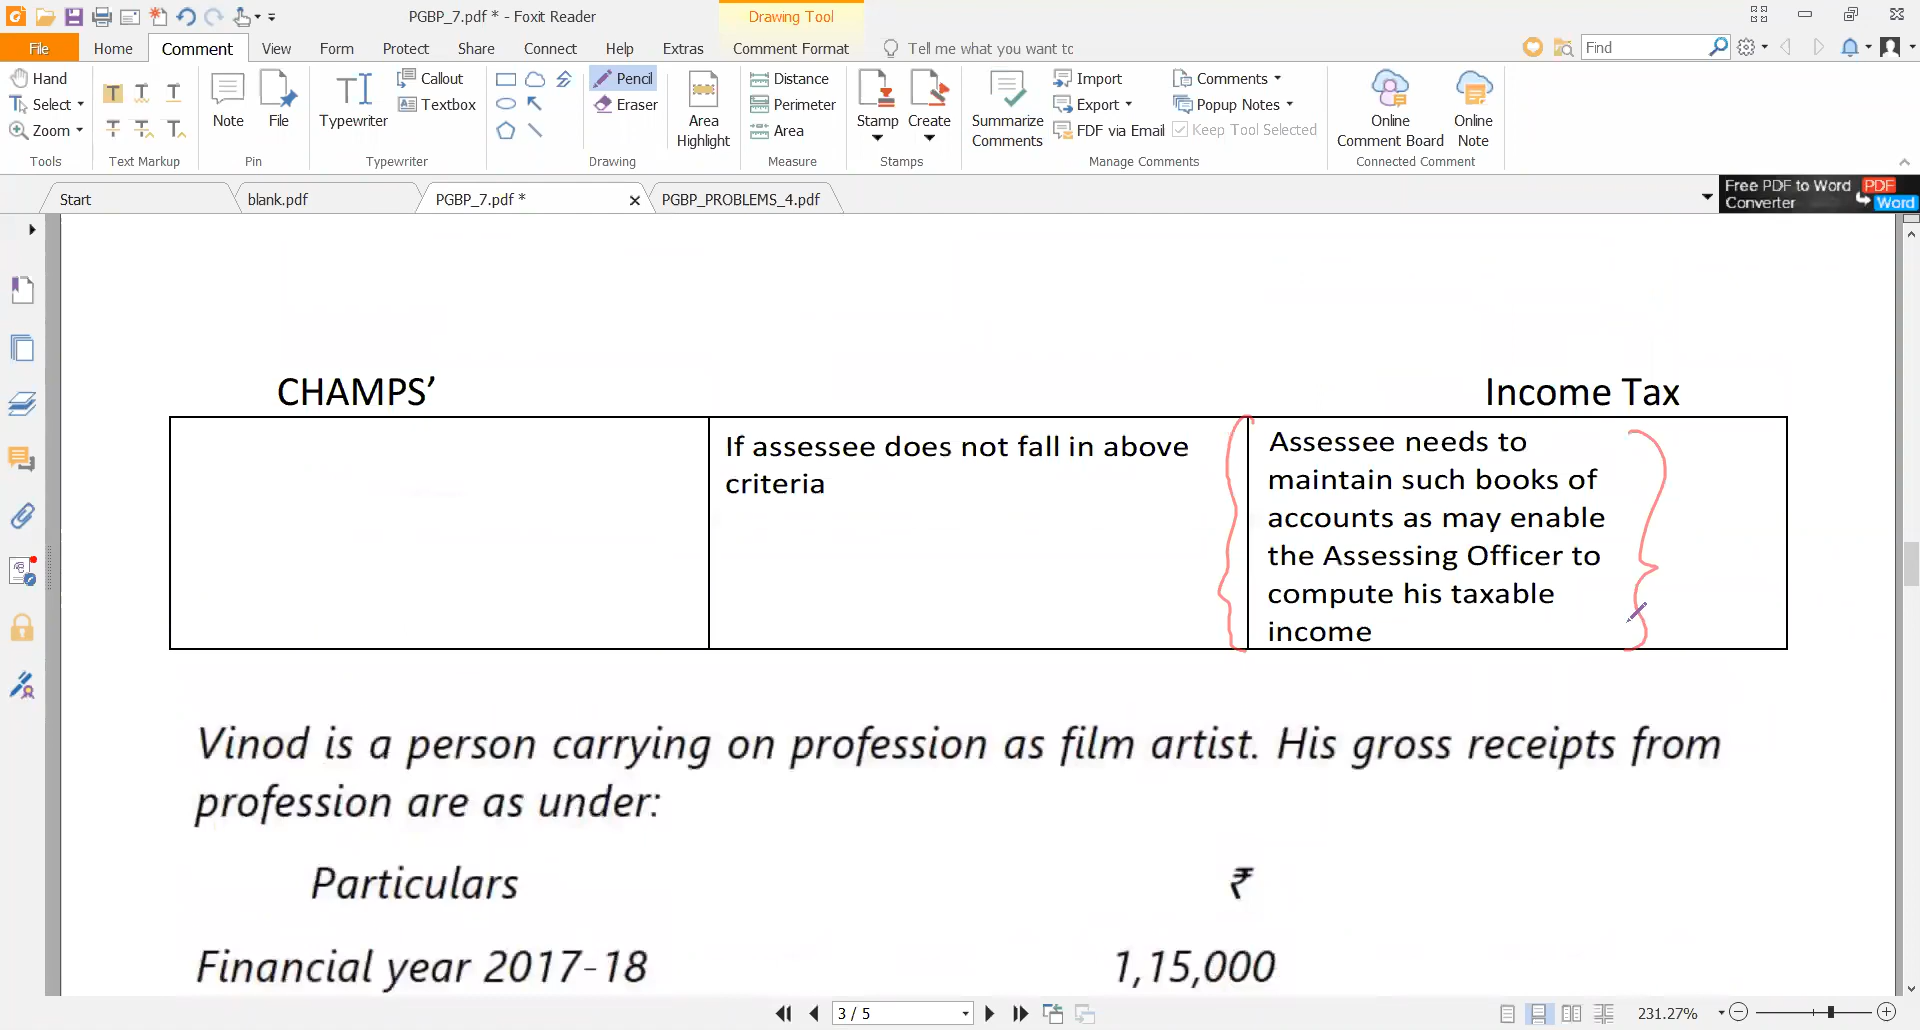 PGBP_7.pdf * - Foxit Reader
Drawing Tool
File Home Comment View Form Protect Share Connect Help Extras Comment Format Tell me what you want to
Find
Hand
Select
Zoom
Tools
Text Markup
Note
File
Pin
Typewriter
Callout
Textbox
Typewriter
Pencil
Eraser
Drawing
Area
Highlight
Distance
Perimeter
Area
Measure
Stamp
Create
Stamps
Summarize
Comments
Import
Export
FDF via Email
Comments
Popup Notes
Keep Tool Selected
Manage Comments
Online
Comment Board
Online
Note
Connected Comment
Start
blank.pdf
PGBP_7.pdf *
PGBP_PROBLEMS_4.pdf
Free PDF to Word
Converter
PDF
Word
CHAMPS’ Income Tax
If assessee does not fall in above
criteria
Assessee needs to
maintain such books of
accounts as may enable
the Assessing Officer to
compute his taxable
income
Vinod is a person carrying on profession as film artist. His gross receipts from
profession are as under:
Particulars ₹
Financial year 2017-18 1,15,000
3 / 5
231.27%